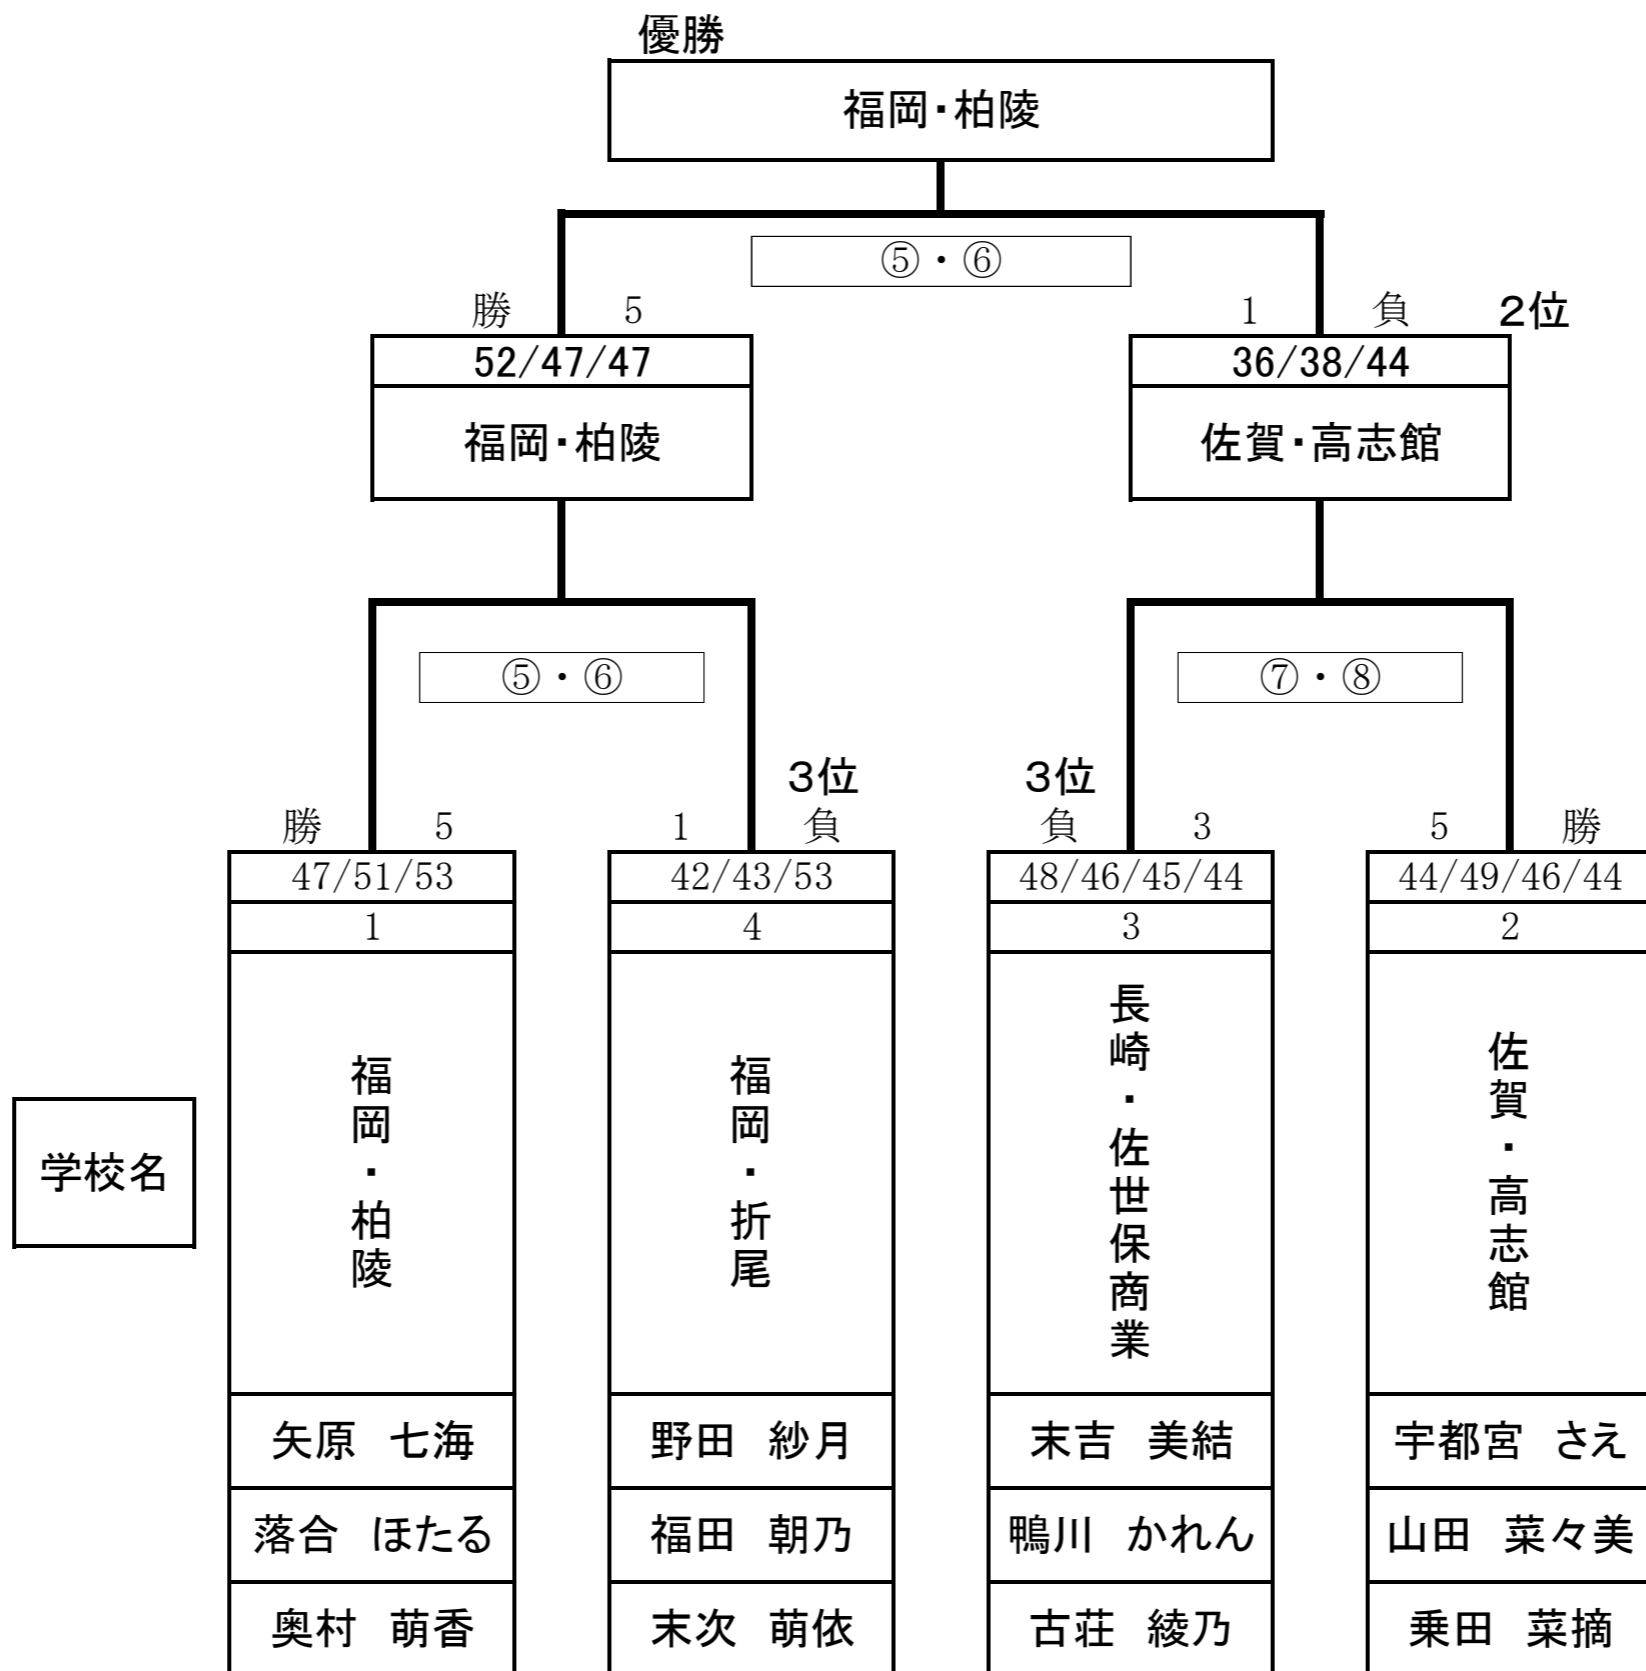 優勝
福岡・柏陵
⑤・⑥
勝 5
1 負 2位
52/47/47
36/38/44
福岡・柏陵
佐賀・高志館
⑤・⑥
⑦・⑧
3位
3位
勝 5
1 負
負 3
5 勝
47/51/53
42/43/53
48/46/45/44
44/49/46/44
1
4
3
2
学校名
福岡・柏陵
福岡・折尾
長崎・佐世保商業
佐賀・高志館
矢原 七海
野田 紗月
末吉 美結
宇都宮 さえ
落合 ほたる
福田 朝乃
鴨川 かれん
山田 菜々美
奥村 萌香
末次 萌依
古荘 綾乃
乗田 菜摘